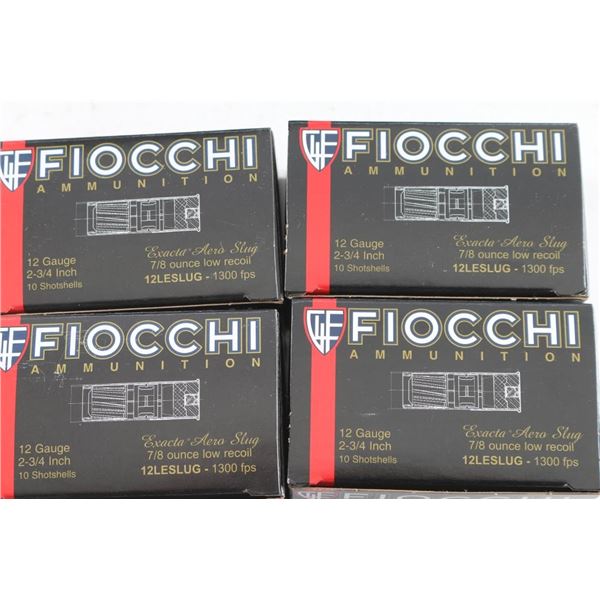 FIOCCHI
AMMUNITION
12 Gauge
2-3/4 Inch
10 Shotshells
Exacta Aero Slug
7/8 ounce low recoil
12LESLUG - 1300 fps
FIOCCHI
AMMUNITION
12 Gauge
2-3/4 Inch
10 Shotshells
Exacta Aero Slug
7/8 ounce low recoil
12LESLUG - 1300 fps
FIOCCHI
AMMUNITION
12 Gauge
2-3/4 Inch
10 Shotshells
Exacta Aero Slug
7/8 ounce low recoil
12LESLUG - 1300 fps
FIOCCHI
AMMUNITION
12 Gauge
2-3/4 Inch
10 Shotshells
Exacta Aero Slug
7/8 ounce low recoil
12LESLUG - 1300 fps
FIOCCHI